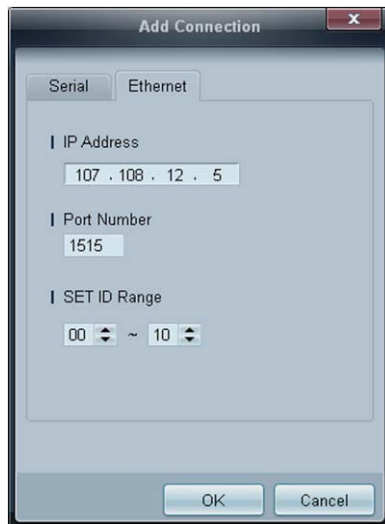 Add Connection
x
Serial Ethernet
IP Address
107 . 108 . 12 . 5
Port Number
1515
SET ID Range
00 ~ 10
OK Cancel